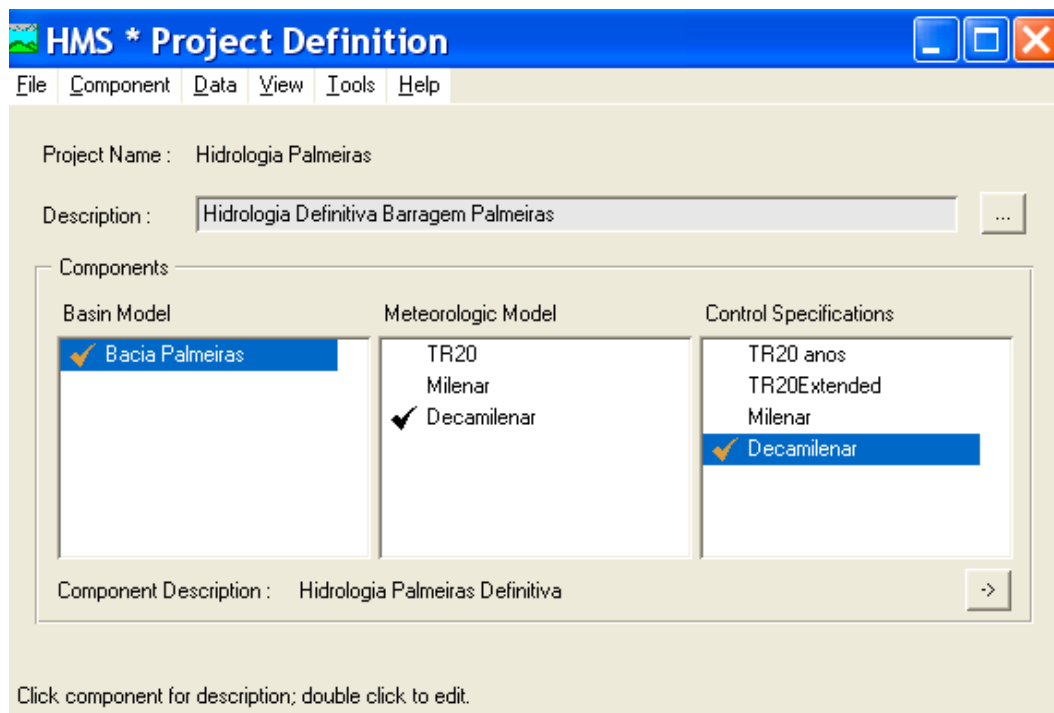 HMS * Project Definition
File Component Data View Tools Help
Project Name : Hidrologia Palmeiras
Description : Hidrologia Definitiva Barragem Palmeiras ...
Components
Basin Model Meteorologic Model Control Specifications
Bacia Palmeiras TR20 TR20 anos
Milenar TR20Extended
Decamilenar Milenar
Decamilenar
Component Description : Hidrologia Palmeiras Definitiva ->
Click component for description; double click to edit.